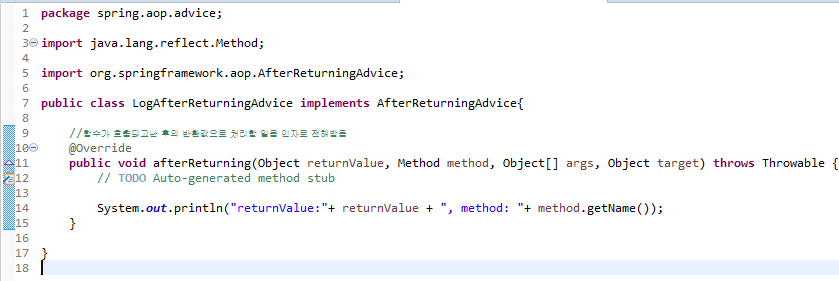 1 package spring.aop.advice;
2
3 import java.lang.reflect.Method;
4
5 import org.springframework.aop.AfterReturningAdvice;
6
7 public class LogAfterReturningAdvice implements AfterReturningAdvice{
8
9 //함수가 호출되고난 후의 반환값으로 처리할 일을 인자로 전해받음
10 @Override
11 public void afterReturning(Object returnValue, Method method, Object[] args, Object target) throws Throwable {
12 // TODO Auto-generated method stub
13
14 System.out.println("returnValue:"+ returnValue + ", method: "+ method.getName());
15 }
16
17 }
18